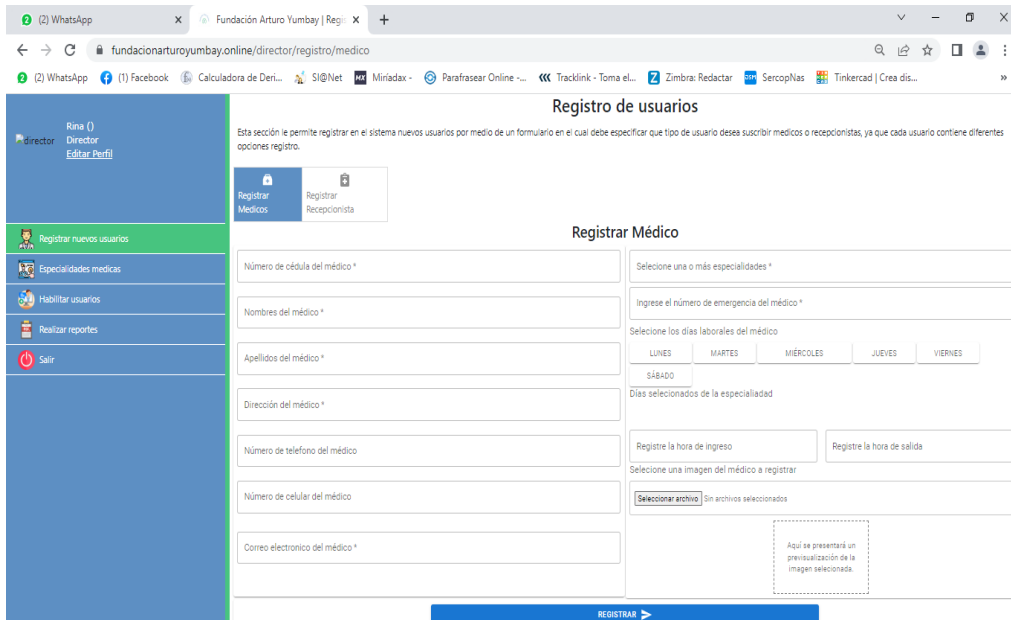 (2) WhatsApp
Fundación Arturo Yumbay | Regi
fundacionarturoyumbay.online/director/registro/medico
(2) WhatsApp (1) Facebook Calculadora de Deri... SI@Net Miríadax - Parafrasear Online -... Tracklink - Toma el... Zimbra: Redactar SercopNas Tinkercad | Crea dis... »
director
Rina ()
Director
Editar Perfil
Registrar nuevos usuarios
Especialidades medicas
Habilitar usuarios
Realizar reportes
Salir
Registro de usuarios
Esta sección le permite registrar en el sistema nuevos usuarios por medio de un formulario en el cual debe especificar que tipo de usuario desea suscribir medicos o recepcionistas, ya que cada usuario contiene diferentes
opciones registro.
Registrar
Medicos
Registrar
Recepcionista
Registrar Médico
Número de cédula del médico *
Nombres del médico *
Apellidos del médico *
Dirección del médico *
Número de telefono del médico
Número de celular del médico
Correo electronico del médico *
Selecione una o más especialidades *
Ingrese el número de emergencia del médico *
Selecione los días laborales del médico
LUNES MARTES MIÉRCOLES JUEVES VIERNES
SÁBADO
Días selecionados de la especialiadad
Registre la hora de ingreso Registre la hora de salida
Selecione una imagen del médico a registrar
Seleccionar archivo Sin archivos seleccionados
Aquí se presentará un
previsualización de la
imagen selecionada.
REGISTRAR